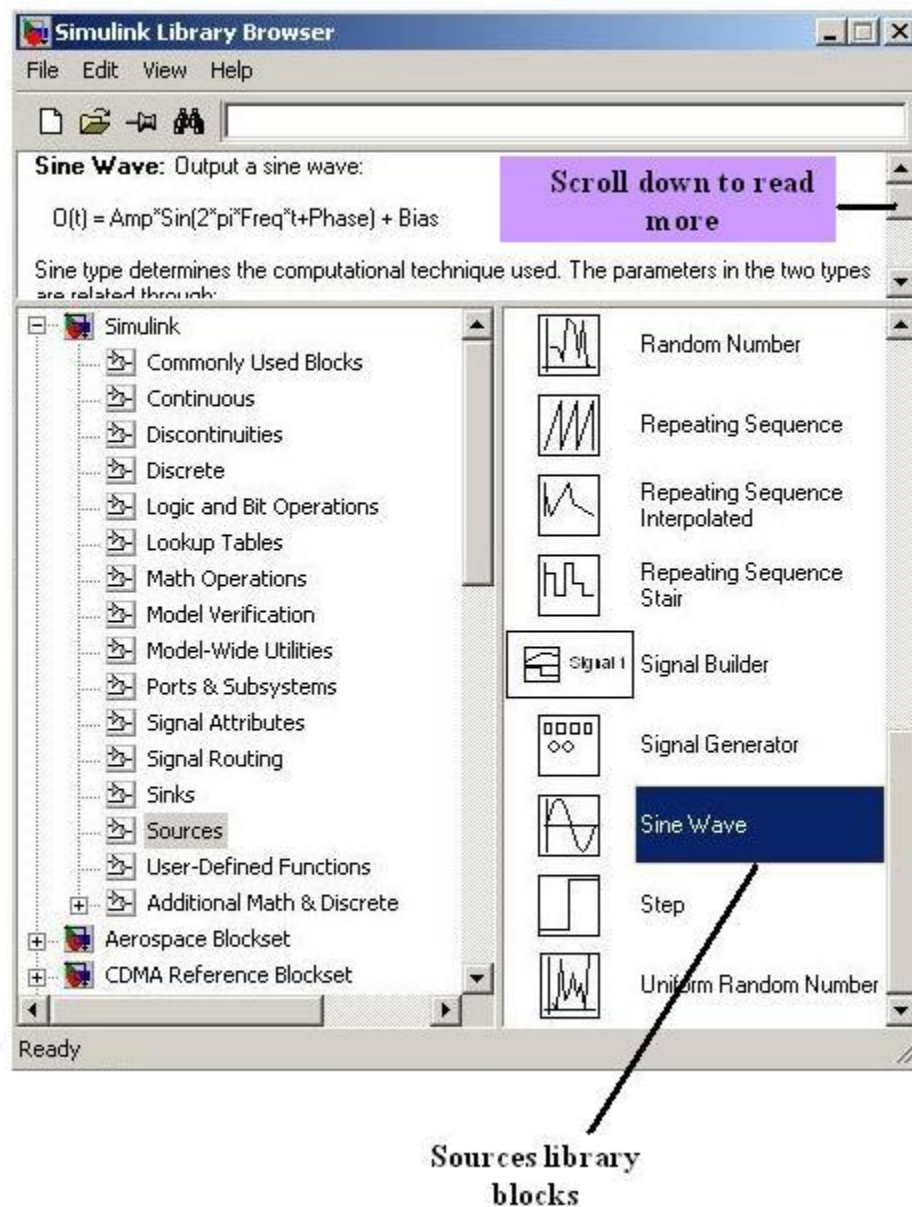 Simulink Library Browser
File Edit View Help
Sine Wave: Output a sine wave:
O(t) = Amp*Sin(2*pi*Freq*t+Phase) + Bias
Scroll down to read
more
Sine type determines the computational technique used. The parameters in the two types
are related through:
Simulink
Commonly Used Blocks
Continuous
Discontinuities
Discrete
Logic and Bit Operations
Lookup Tables
Math Operations
Model Verification
Model-Wide Utilities
Ports & Subsystems
Signal Attributes
Signal Routing
Sinks
Sources
User-Defined Functions
Additional Math & Discrete
Aerospace Blockset
CDMA Reference Blockset
Random Number
Repeating Sequence
Repeating Sequence
Interpolated
Repeating Sequence
Stair
Signal 1 Signal Builder
Signal Generator
Sine Wave
Step
Uniform Random Number
Ready
Sources library
blocks